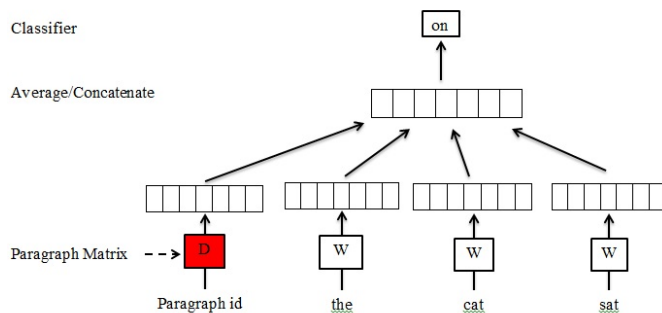 Classifier
on
Average/Concatenate
Paragraph Matrix
D
W
W
W
Paragraph id
the
cat
sat